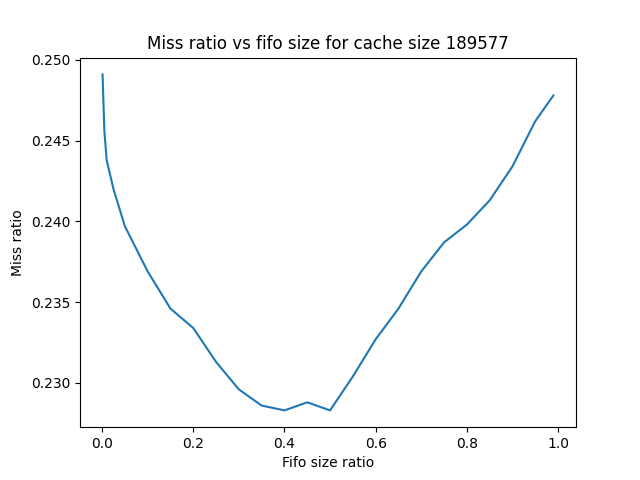 Miss ratio vs fifo size for cache size 189577
0.250
0.245
0.240
0.235
0.230
Miss ratio
0.0 0.2 0.4 0.6 0.8 1.0
Fifo size ratio